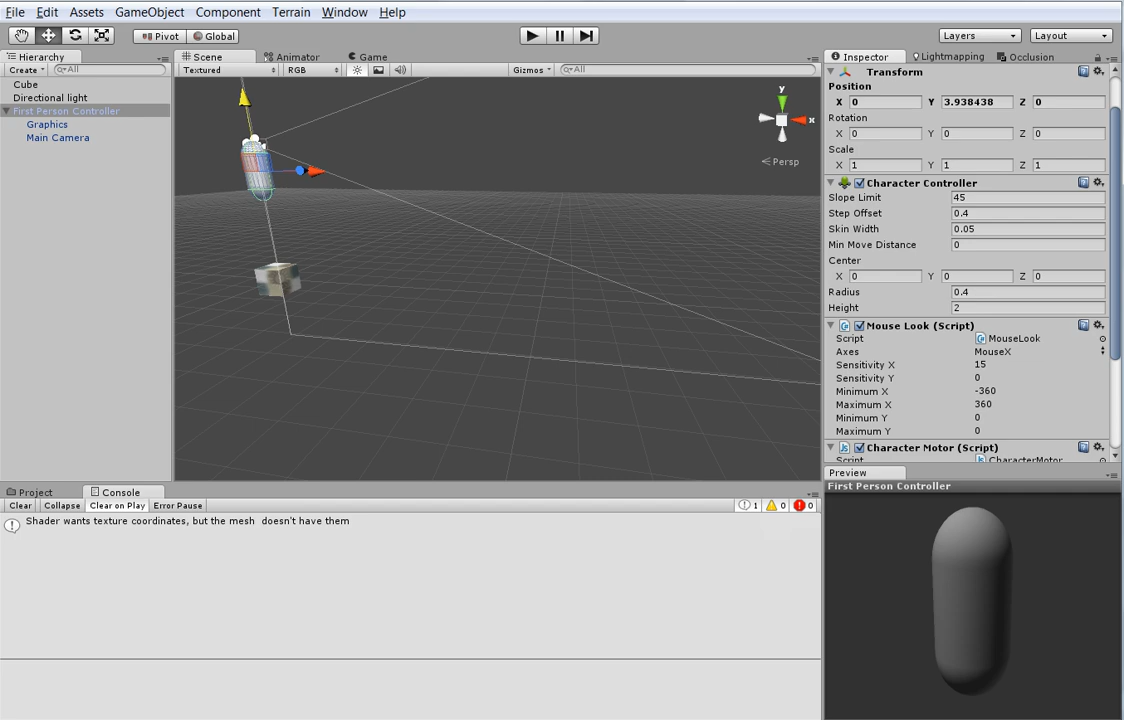 File Edit Assets GameObject Component Terrain Window Help
Pivot Global Layers Layout
Hierarchy
Create All
Cube
Directional light
First Person Controller
Graphics
Main Camera
Scene Animator Game
Textured RGB Gizmos All
y
x
Persp
Inspector Lightmapping Occlusion
Transform
Position
X 0 Y 3.938438 Z 0
Rotation
X 0 Y 0 Z 0
Scale
X 1 Y 1 Z 1
Character Controller
Slope Limit 45
Step Offset 0.4
Skin Width 0.05
Min Move Distance 0
Center
X 0 Y 0 Z 0
Radius 0.4
Height 2
Mouse Look (Script)
Script MouseLook
Axes MouseX
Sensitivity X 15
Sensitivity Y 0
Minimum X -360
Maximum X 360
Minimum Y 0
Maximum Y 0
Character Motor (Script)
Script CharacterMotor
Preview
First Person Controller
Project Console
Clear Collapse Clear on Play Error Pause 1 0 0
Shader wants texture coordinates, but the mesh  doesn't have them